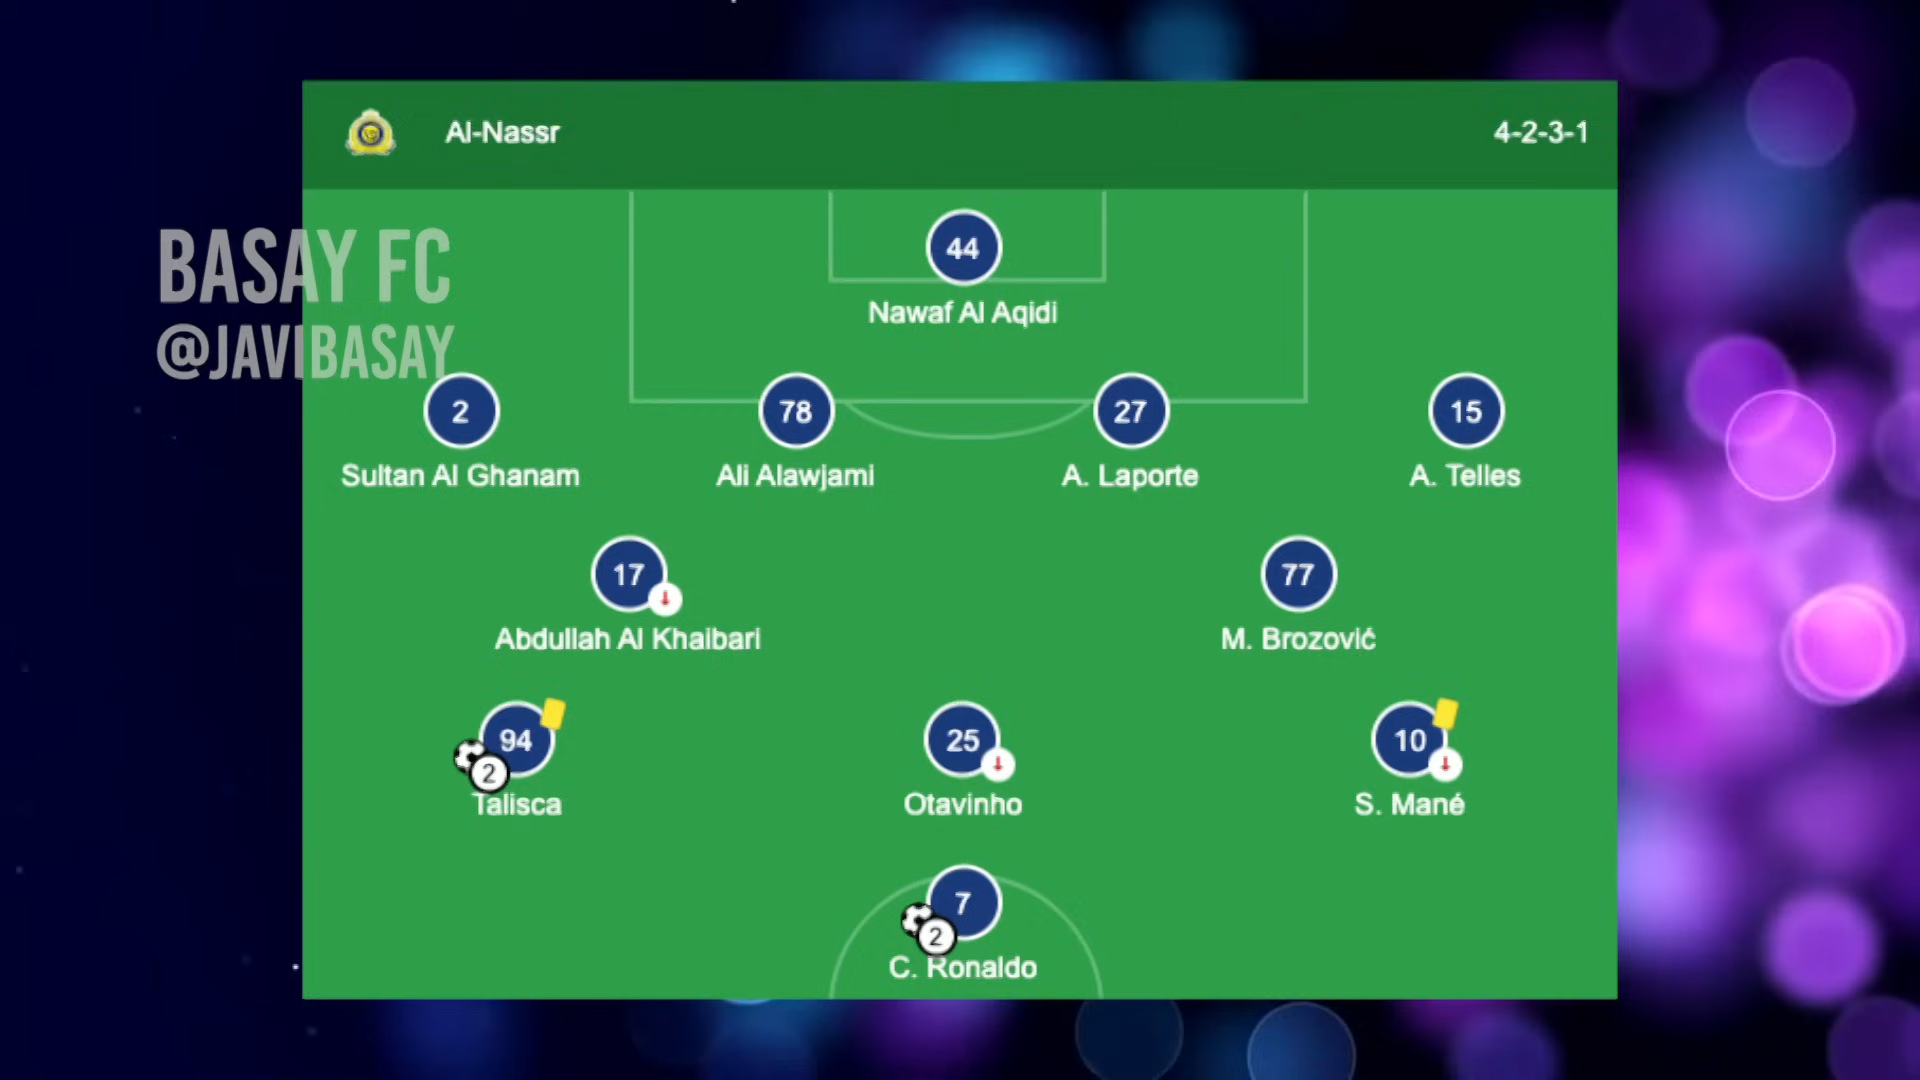 Al-Nassr
4-2-3-1
BASAY FC
@JAVIBASAY
44
Nawaf Al Aqidi
2
78
27
15
Sultan Al Ghanam
Ali Alawjami
A. Laporte
A. Telles
17
77
Abdullah Al Khaibari
M. Brozović
94
25
10
2
Talisca
Otavinho
S. Mané
7
2
C. Ronaldo